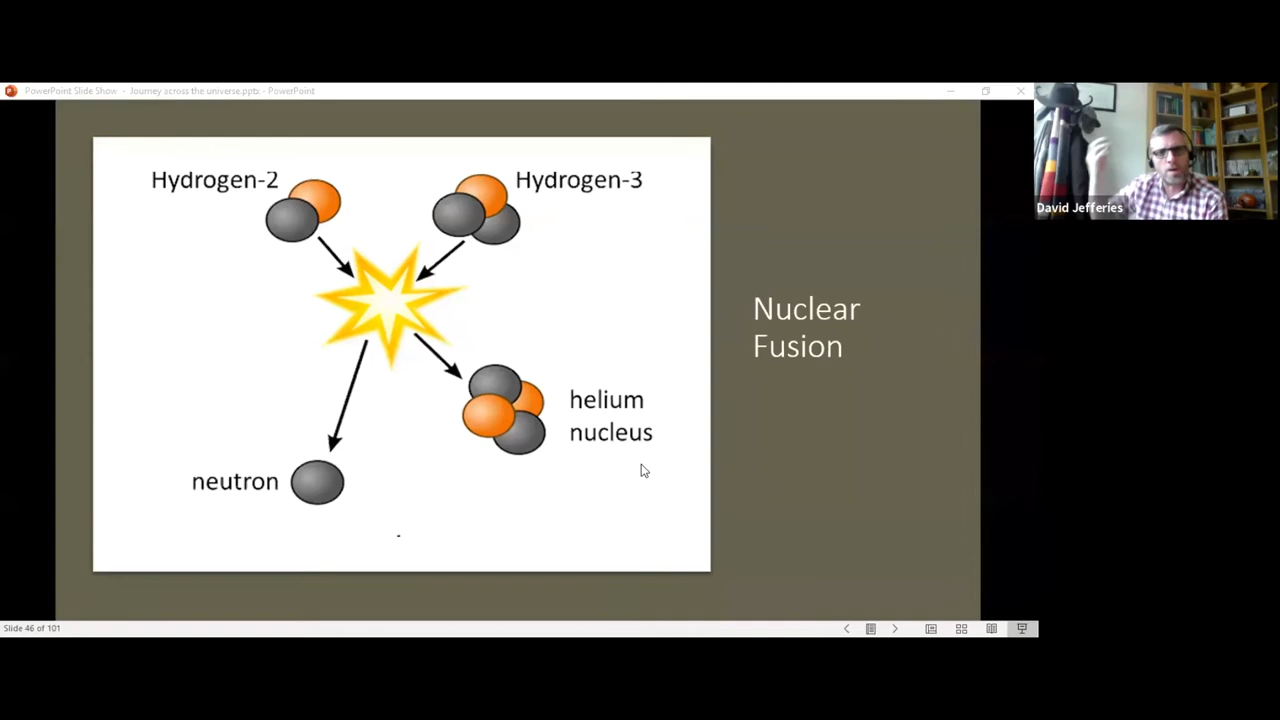 PowerPoint Slide Show - Journey across the universe.pptx - PowerPoint
Hydrogen-2
Hydrogen-3
helium
nucleus
neutron
-
Nuclear
Fusion
David Jefferies
Slide 46 of 101